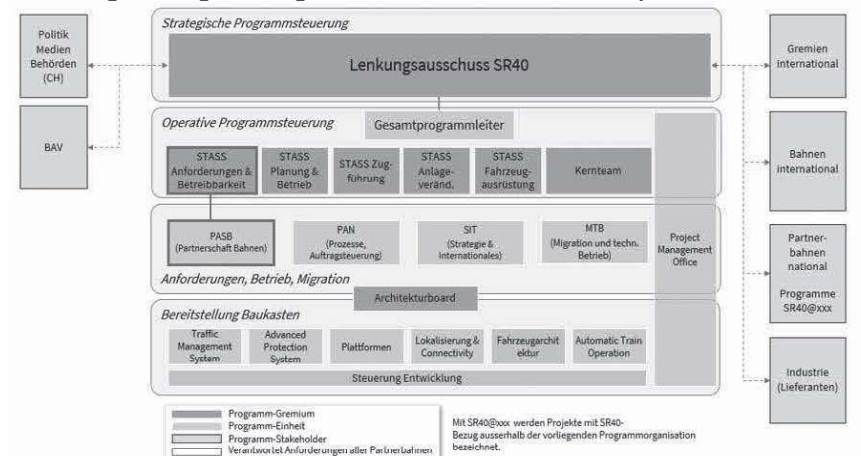 Strategische Programmsteuerung
Politik
Medien
Behörden
(CH)
BAV
Lenkungsausschuss SR40
Gremien
international
Bahnen
international
Partner-
bahnen
national
Programme
SR40@xxx
Industrie
(Lieferanten)
Operative Programmsteuerung
Gesamtprogrammleiter
STASS
Anforderungen &
Betreibbarkeit
STASS
Planung &
Betrieb
STASS Zug-
führung
STASS
Anlage-
veränd.
STASS
Fahrzeug-
ausrüstung
Kernteam
PASB
(Partnerschaft Bahnen)
PAN
(Prozesse,
Auftragsteuerung)
SIT
(Strategie &
Internationales)
MTB
(Migration und techn.
Betrieb)
Project
Management
Office
Anforderungen, Betrieb, Migration
Architekturboard
Bereitstellung Baukasten
Traffic
Management
System
Advanced
Protection
System
Plattformen
Lokalisierung &
Connectivity
Fahrzeugarchit
ektur
Automatic Train
Operation
Steuerung Entwicklung
Programm-Gremium
Programm-Einheit
Programm-Stakeholder
Verantwortet Anforderungen aller Partnerbahnen
Mit SR40@xxx werden Projekte mit SR40-
Bezug ausserhalb der vorliegenden Programmorganisation
bezeichnet.